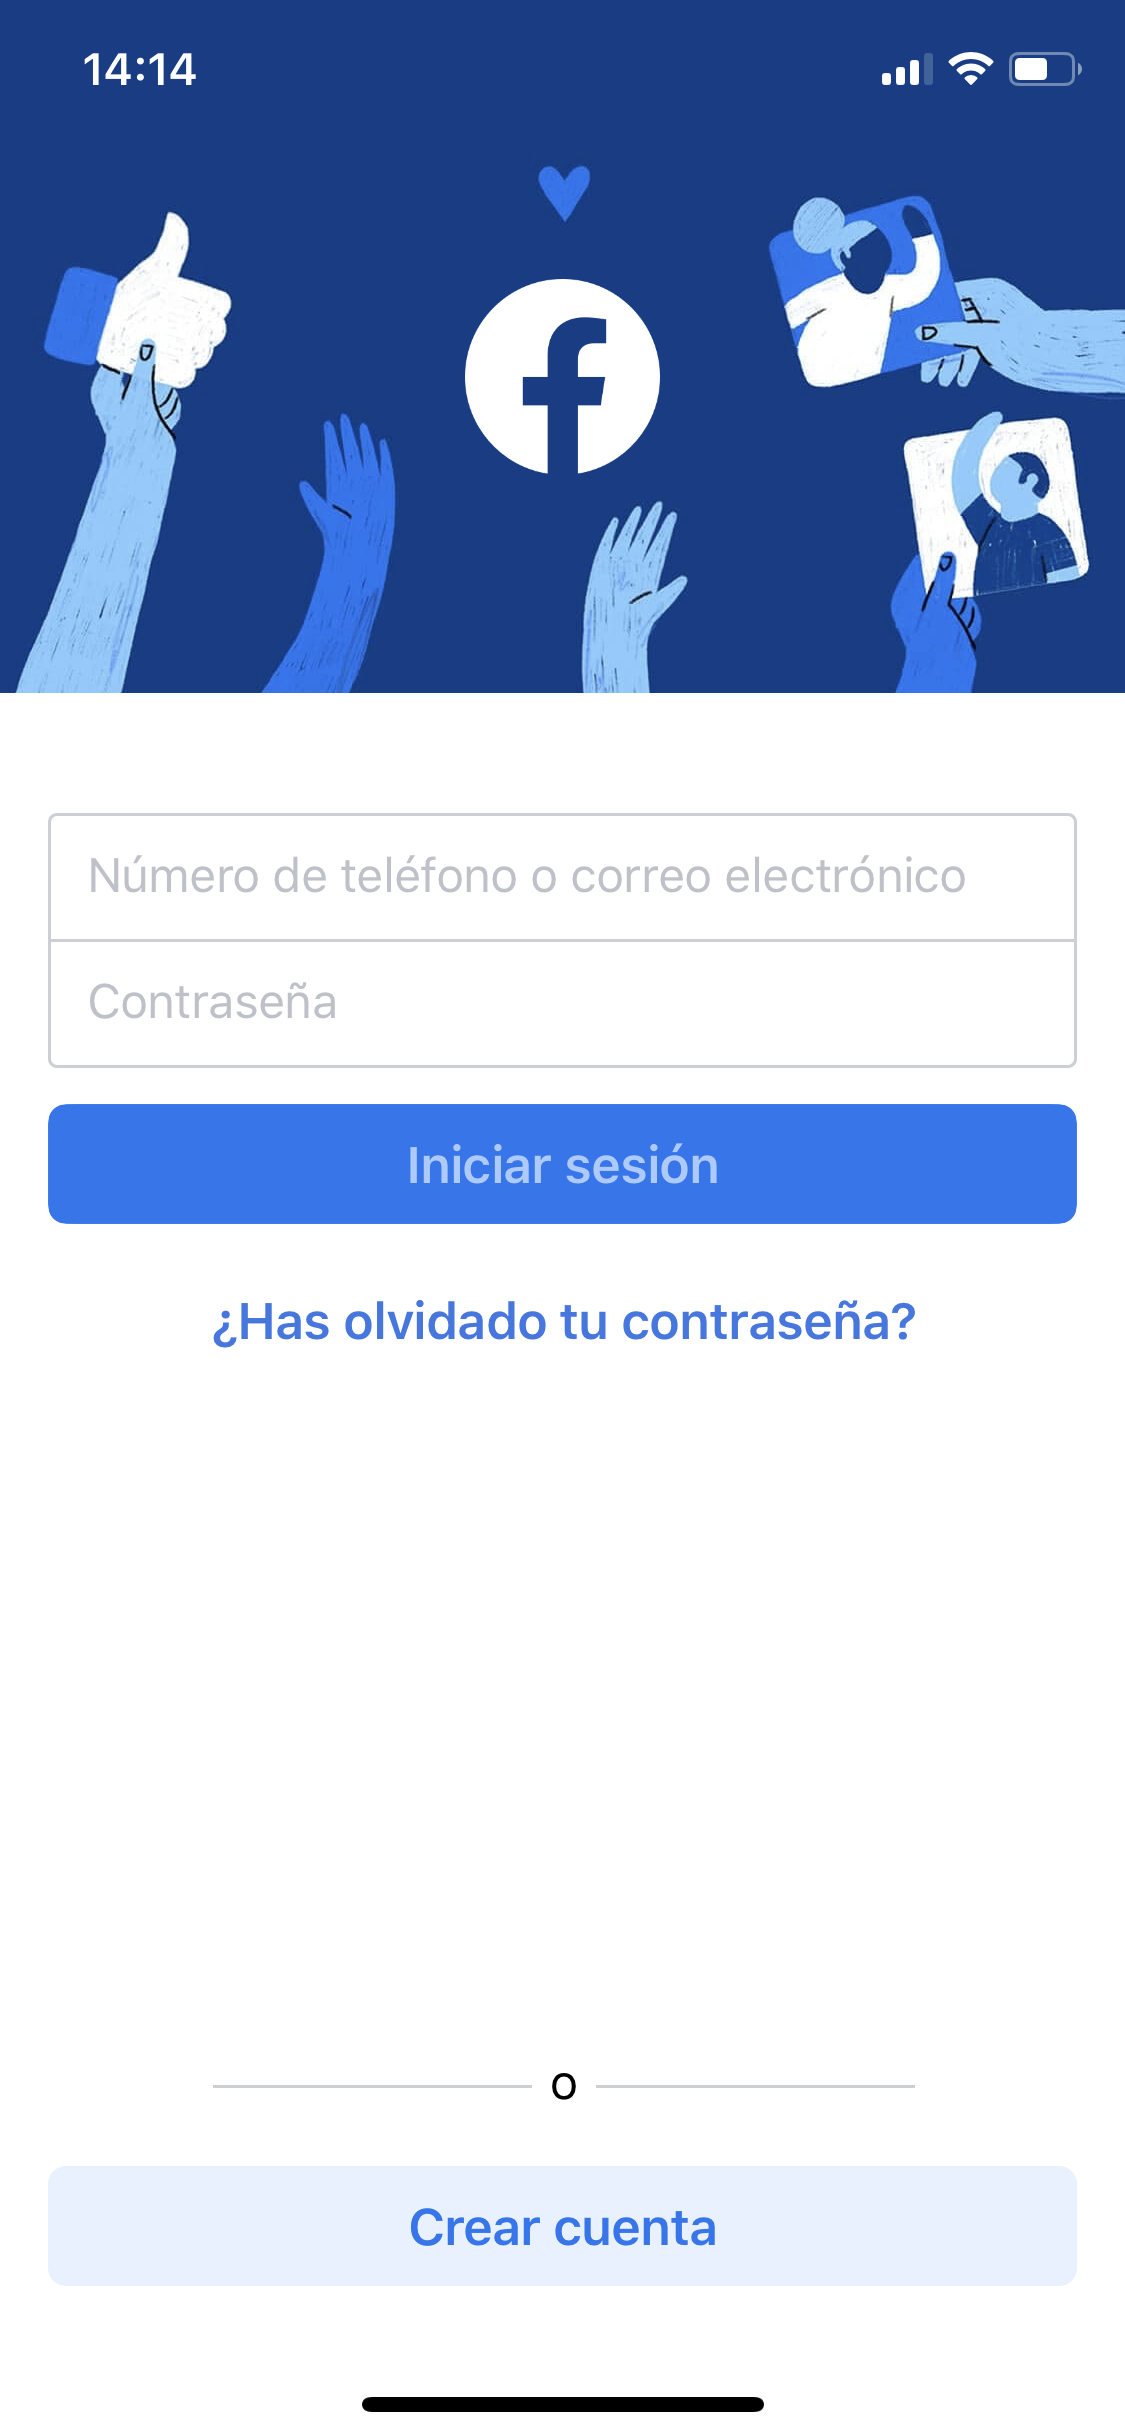 14:14
Número de teléfono o correo electrónico
Contraseña
Iniciar sesión
¿Has olvidado tu contraseña?
o
Crear cuenta